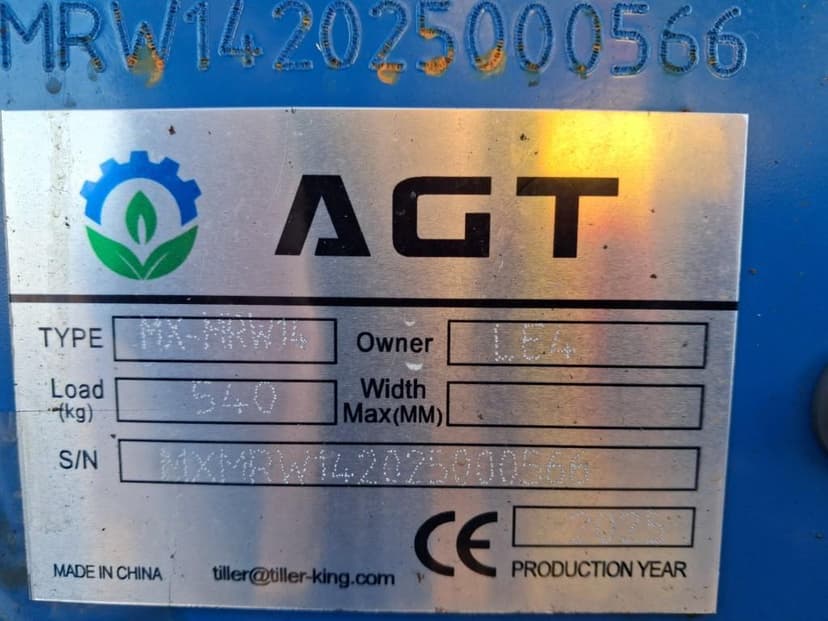 MRW142025000566
AGT
TYPE MX-MRW14 Owner LE4
Load (kg) 540 Width Max(MM)
S/N MXMRW142025000566
CE 2025
MADE IN CHINA tiller@tiller-king.com PRODUCTION YEAR